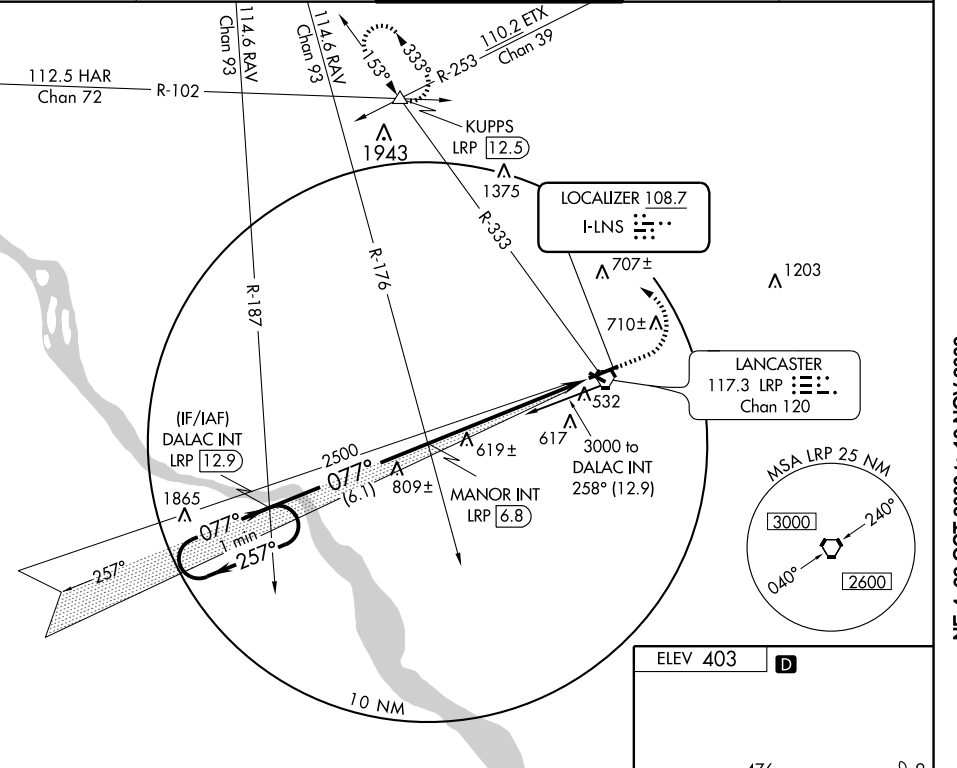 114.6 RAV
Chan 93
114.6 RAV
Chan 93
153°
333°
110.2 ETX
Chan 39
R-253
112.5 HAR
Chan 72
R-102
KUPPS
LRP 12.5
1943
1375
LOCALIZER 108.7
I-LNS
R-333
R-176
R-187
707±
1203
710±
LANCASTER
117.3 LRP
Chan 120
532
617
3000 to
DALAC INT
258° (12.9)
(IF/IAF)
DALAC INT
LRP 12.9
2500
077°
(6.1)
619±
809±
MANOR INT
LRP 6.8
1865
077°
1 min
257°
257°
MSA LRP 25 NM
3000
240°
040°
2600
10 NM
ELEV 403
D